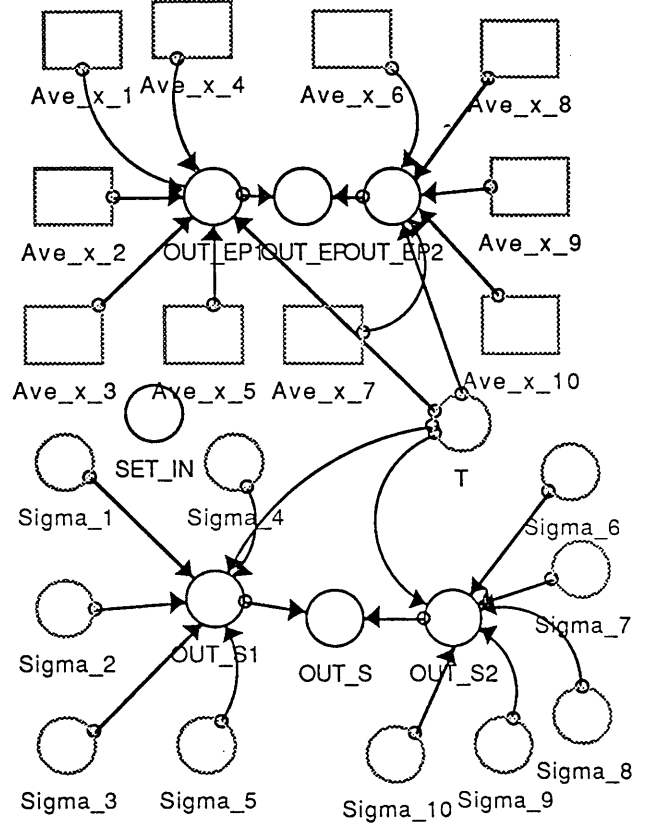 Ave_x_1
Ave_x_4
Ave_x_6
Ave_x_8
Ave_x_2
OUT_EP1
OUT_EP
OUT_EP2
Ave_x_9
Ave_x_3
Ave_x_5
Ave_x_7
Ave_x_10
SET_IN
T
Sigma_1
Sigma_4
Sigma_6
Sigma_7
Sigma_2
OUT_S1
OUT_S
OUT_S2
Sigma_8
Sigma_3
Sigma_5
Sigma_10
Sigma_9